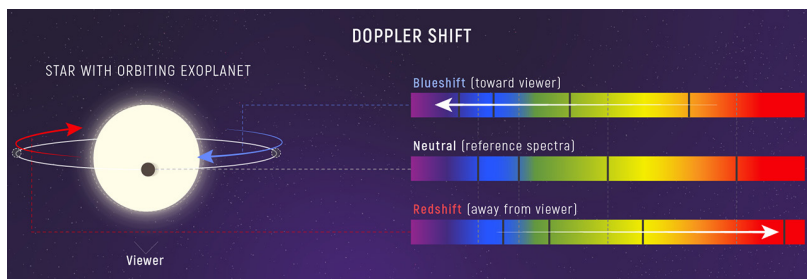 DOPPLER SHIFT
STAR WITH ORBITING EXOPLANET
Blueshift (toward viewer)
Neutral (reference spectra)
Redshift (away from viewer)
Viewer